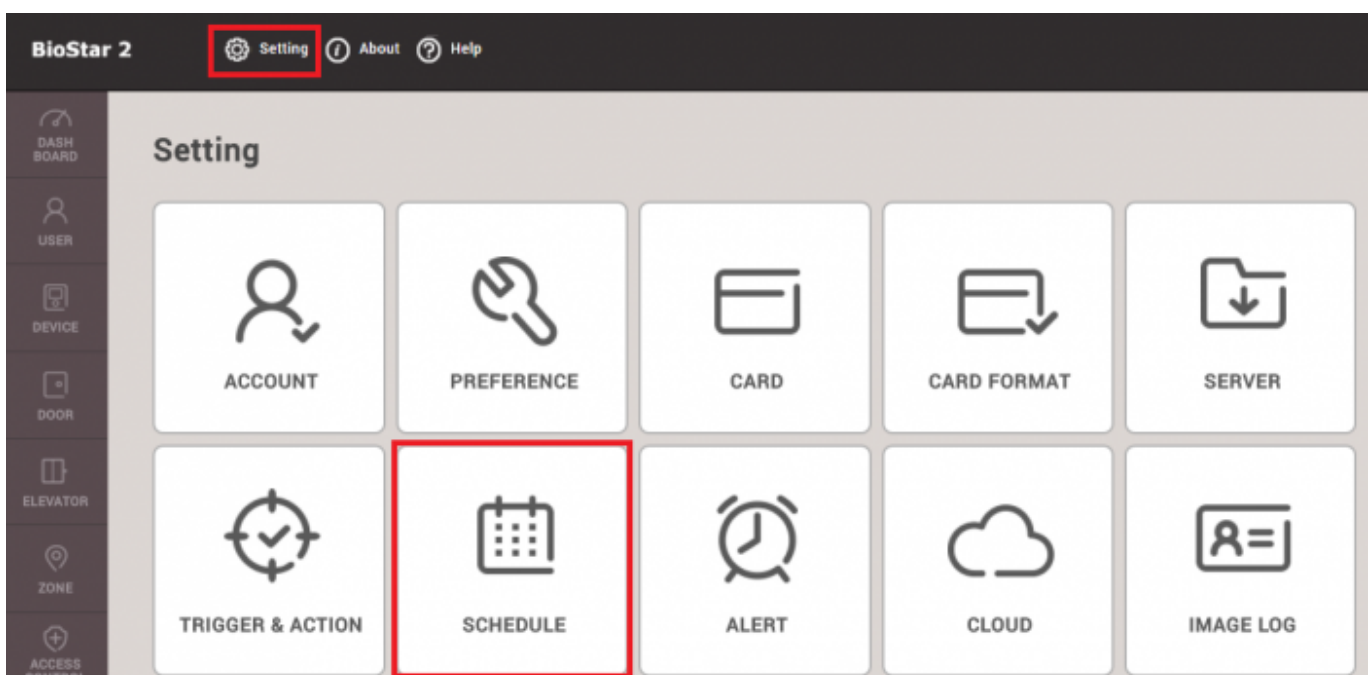 BioStar 2
Setting
About
Help
DASH
BOARD
USER
DEVICE
DOOR
ELEVATOR
ZONE
ACCESS
CONTROL
Setting
ACCOUNT
PREFERENCE
CARD
CARD FORMAT
SERVER
TRIGGER & ACTION
SCHEDULE
ALERT
CLOUD
IMAGE LOG